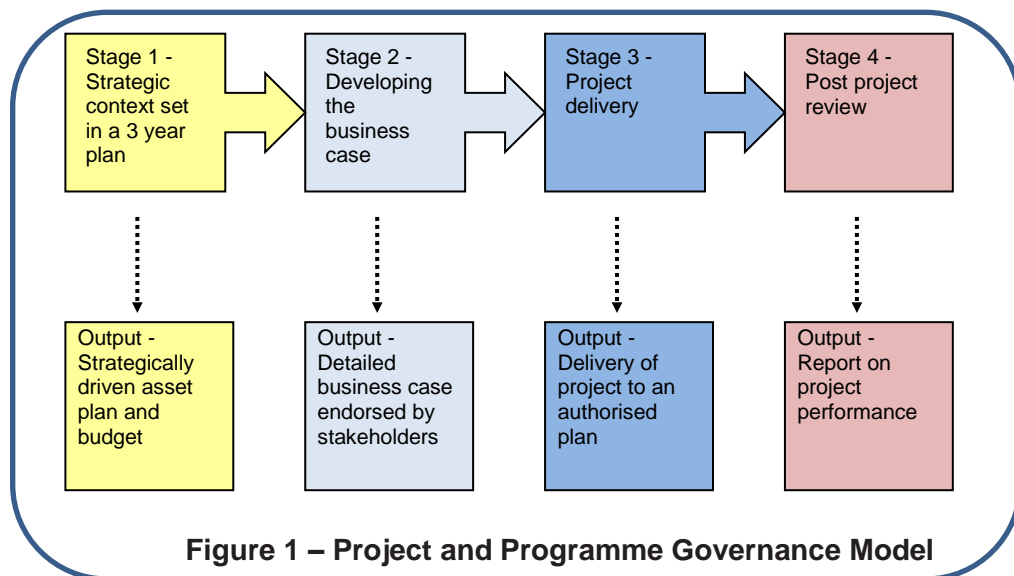 Stage 1 -
Strategic
context set
in a 3 year
plan
Stage 2 -
Developing
the
business
case
Stage 3 -
Project
delivery
Stage 4 -
Post project
review
Output -
Strategically
driven asset
plan and
budget
Output -
Detailed
business case
endorsed by
stakeholders
Output -
Delivery of
project to an
authorised
plan
Output -
Report on
project
performance
Figure 1 – Project and Programme Governance Model